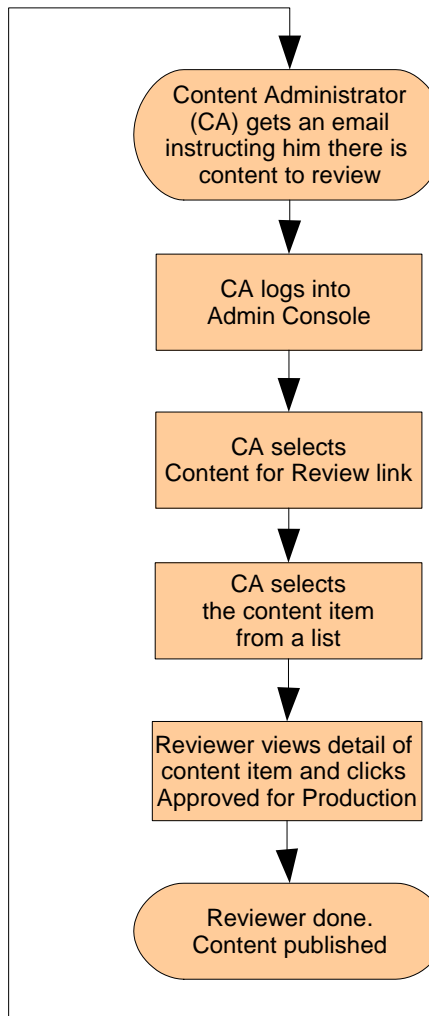 Content Administrator
(CA) gets an email
instructing him there is
content to review
CA logs into
Admin Console
CA selects
Content for Review link
CA selects
the content item
from a list
Reviewer views detail of
content item and clicks
Approved for Production
Reviewer done.
Content published